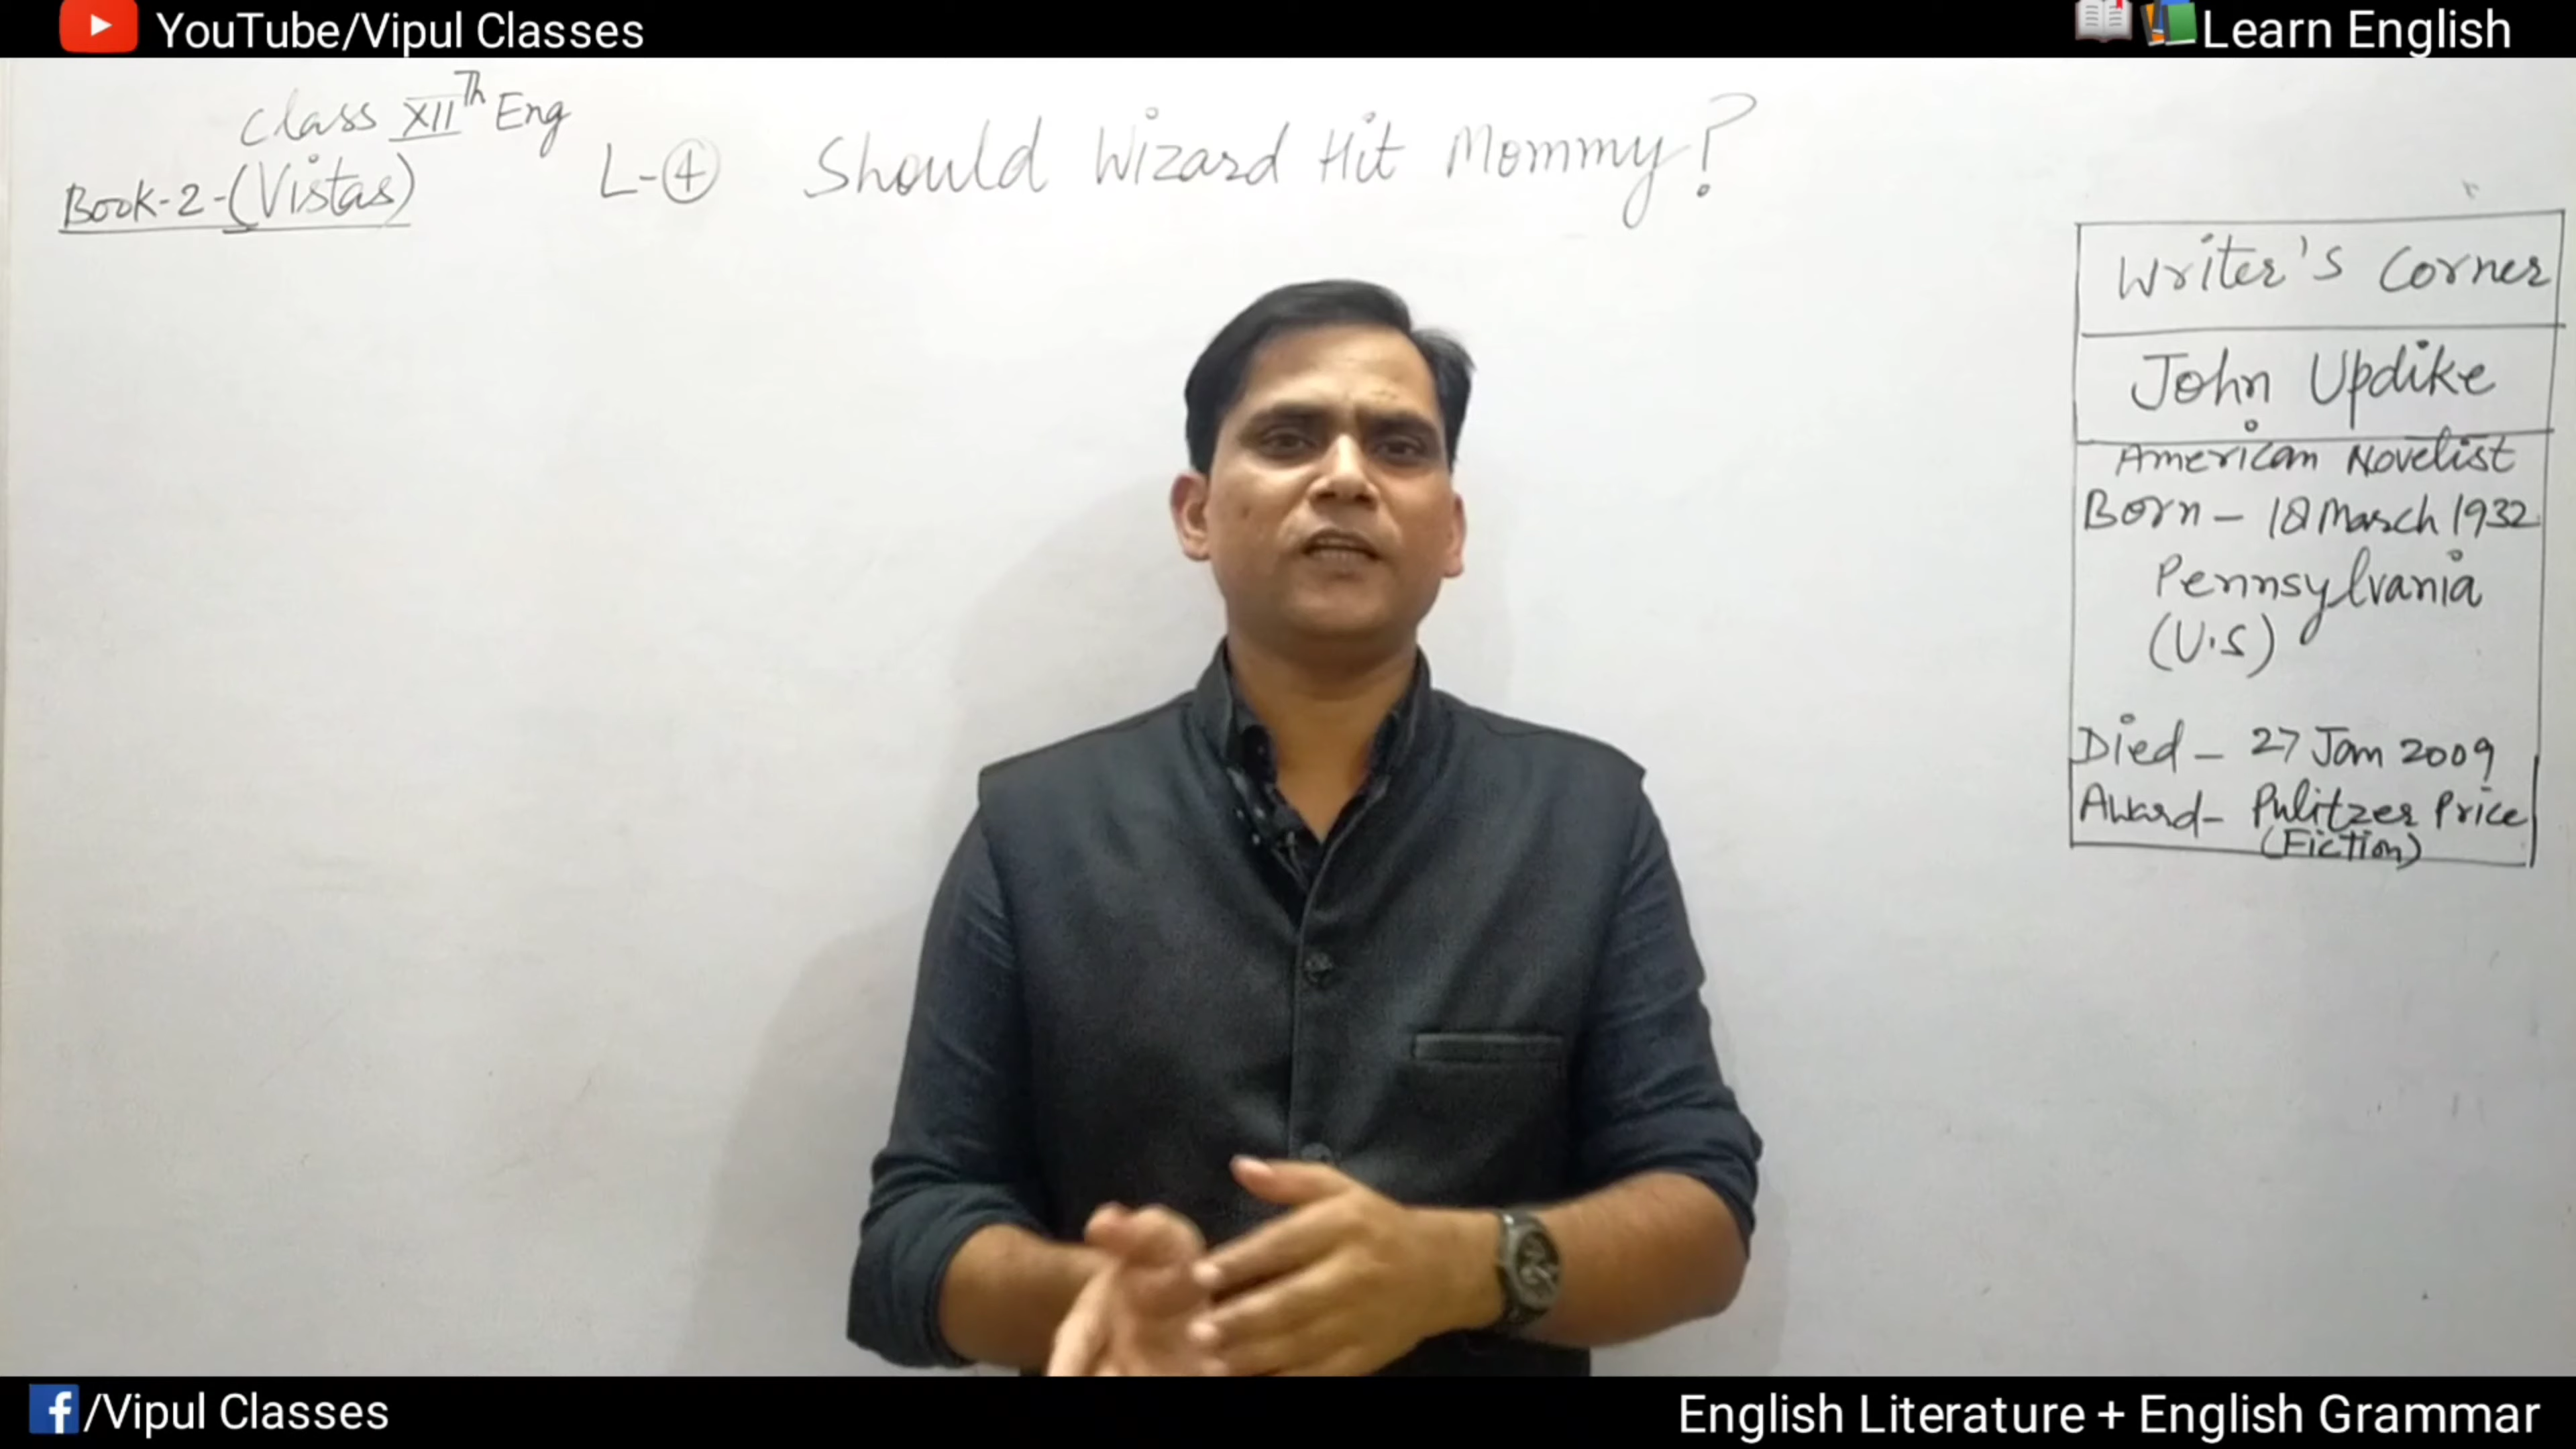 YouTube/Vipul Classes
Learn English
Class XIIth Eng
Book-2-(Vistas)
L-④ Should Wizard Hit Mommy?
Writer's Corner
John Updike
American Novelist
Born - 18 March 1932
Pennsylvania
(U.S)
Died - 27 Jan 2009
Award- Pulitzer Price
(Fiction)
f/Vipul Classes
English Literature + English Grammar